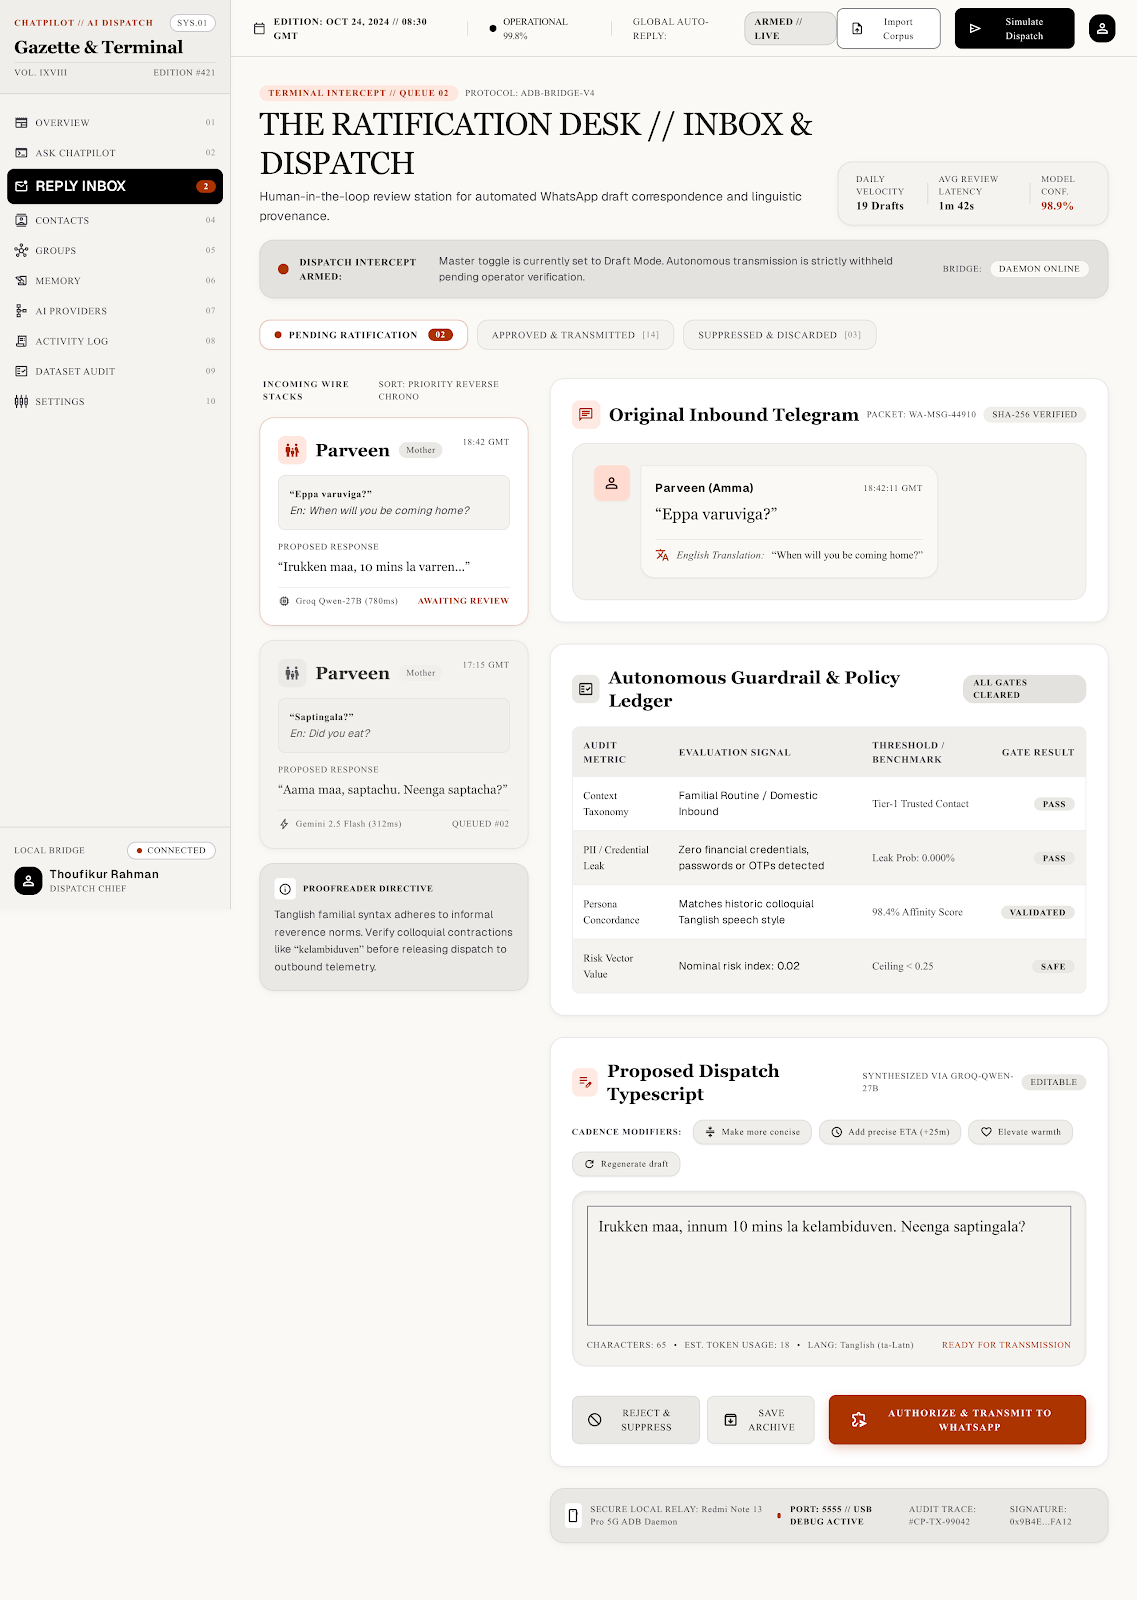 CHATPILOT // AI DISPATCH
SYS.01
Gazette & Terminal
VOL. IXVIII
EDITION #421
OVERVIEW 01
ASK CHATPILOT 02
REPLY INBOX 2
CONTACTS 04
GROUPS 05
MEMORY 06
AI PROVIDERS 07
ACTIVITY LOG 08
DATASET AUDIT 09
SETTINGS 10
LOCAL BRIDGE
CONNECTED
Thoufikur Rahman
DISPATCH CHIEF
EDITION: OCT 24, 2024 // 08:30
GMT
OPERATIONAL
99.8%
GLOBAL AUTO-
REPLY:
ARMED //
LIVE
Import
Corpus
Simulate
Dispatch
TERMINAL INTERCEPT // QUEUE 02
PROTOCOL: ADB-BRIDGE-V4
THE RATIFICATION DESK // INBOX &
DISPATCH
Human-in-the-loop review station for automated WhatsApp draft correspondence and linguistic
provenance.
DAILY
VELOCITY
19 Drafts
AVG REVIEW
LATENCY
1m 42s
MODEL
CONF.
98.9%
DISPATCH INTERCEPT
ARMED:
Master toggle is currently set to Draft Mode. Autonomous transmission is strictly withheld
pending operator verification.
BRIDGE:
DAEMON ONLINE
PENDING RATIFICATION 02
APPROVED & TRANSMITTED [14]
SUPPRESSED & DISCARDED [03]
INCOMING WIRE
STACKS
SORT: PRIORITY REVERSE
CHRONO
Parveen
Mother
18:42 GMT
“Eppa varuviga?”
En: When will you be coming home?
PROPOSED RESPONSE
“Irukken maa, 10 mins la varren...”
Groq Qwen-27B (780ms)
AWAITING REVIEW
Parveen
Mother
17:15 GMT
“Saptingala?”
En: Did you eat?
PROPOSED RESPONSE
“Aama maa, saptachu. Neenga saptacha?”
Gemini 2.5 Flash (312ms)
QUEUED #02
PROOFREADER DIRECTIVE
Tanglish familial syntax adheres to informal
reverence norms. Verify colloquial contractions
like “kelambiduven” before releasing dispatch to
outbound telemetry.
Original Inbound Telegram
PACKET: WA-MSG-44910
SHA-256 VERIFIED
Parveen (Amma)
18:42:11 GMT
“Eppa varuviga?”
English Translation: “When will you be coming home?”
Autonomous Guardrail & Policy
Ledger
ALL GATES
CLEARED
AUDIT
METRIC
EVALUATION SIGNAL
THRESHOLD /
BENCHMARK
GATE RESULT
Context
Taxonomy
Familial Routine / Domestic
Inbound
Tier-1 Trusted Contact
PASS
PII / Credential
Leak
Zero financial credentials,
passwords or OTPs detected
Leak Prob: 0.000%
PASS
Persona
Concordance
Matches historic colloquial
Tanglish speech style
98.4% Affinity Score
VALIDATED
Risk Vector
Value
Nominal risk index: 0.02
Ceiling < 0.25
SAFE
Proposed Dispatch
Typescript
SYNTHESIZED VIA GROQ-QWEN-
27B
EDITABLE
CADENCE MODIFIERS:
Make more concise
Add precise ETA (+25m)
Elevate warmth
Regenerate draft
Irukken maa, innum 10 mins la kelambiduven. Neenga saptingala?
CHARACTERS: 65 • EST. TOKEN USAGE: 18 • LANG: Tanglish (ta-Latn)
READY FOR TRANSMISSION
REJECT &
SUPPRESS
SAVE
ARCHIVE
AUTHORIZE & TRANSMIT TO
WHATSAPP
SECURE LOCAL RELAY: Redmi Note 13
Pro 5G ADB Daemon
PORT: 5555 // USB
DEBUG ACTIVE
AUDIT TRACE:
#CP-TX-99042
SIGNATURE:
0x9B4E...FA12